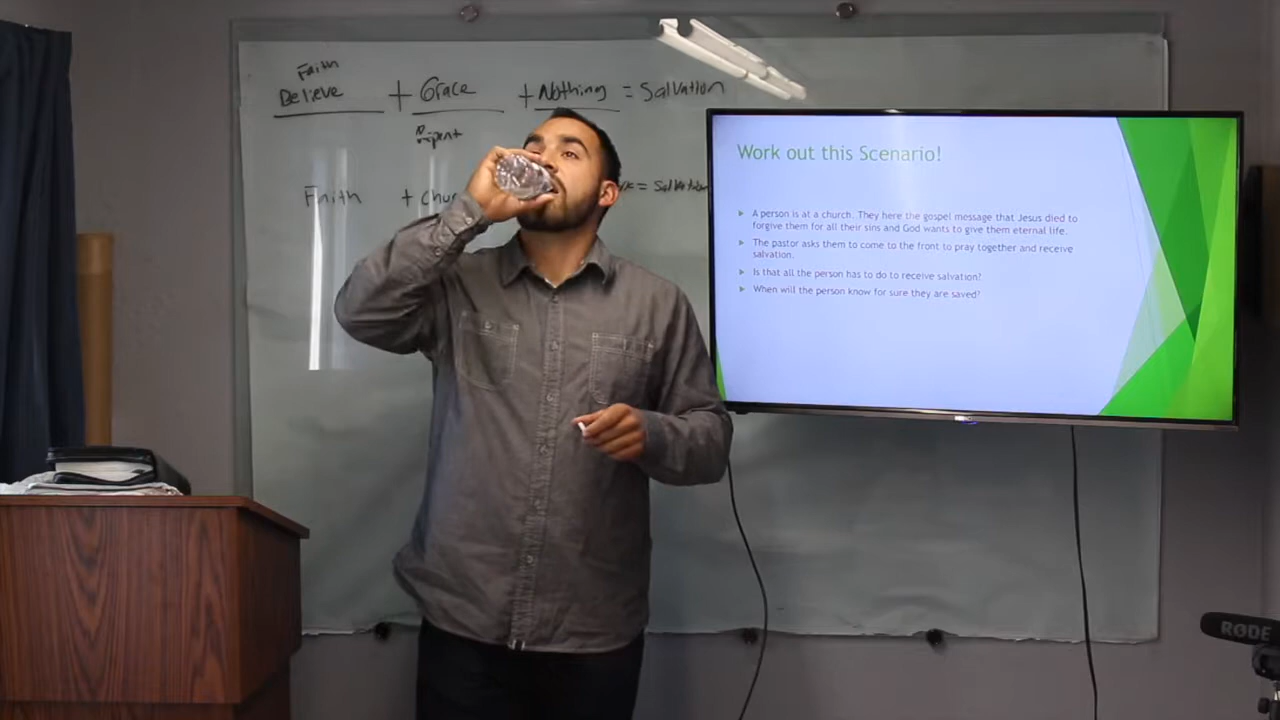 Faith
Believe + Grace + Nothing = Salvation
Repent
Faith + Chur = Salvation
Work out this Scenario!
A person is at a church. They here the gospel message that Jesus died to
forgive them for all their sins and God wants to give them eternal life.
The pastor asks them to come to the front to pray together and receive
salvation.
Is that all the person has to do to receive salvation?
When will the person know for sure they are saved?
RØDE